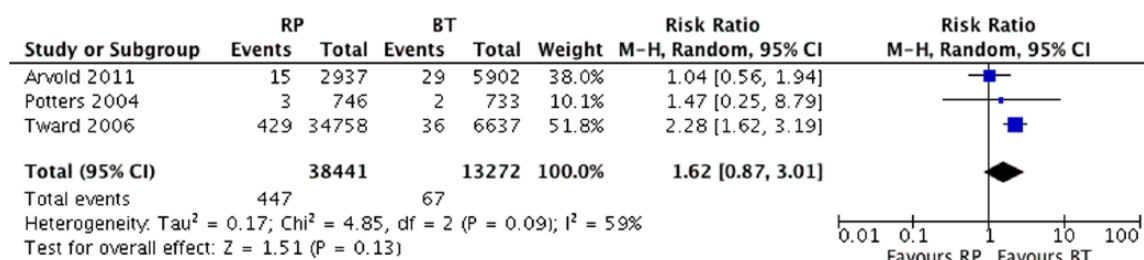 RP BT Risk Ratio Risk Ratio
Study or Subgroup Events Total Events Total Weight M-H, Random, 95% CI M-H, Random, 95% CI
Arvold 2011 15 2937 29 5902 38.0% 1.04 [0.56, 1.94]
Potters 2004 3 746 2 733 10.1% 1.47 [0.25, 8.79]
Tward 2006 429 34758 36 6637 51.8% 2.28 [1.62, 3.19]
Total (95% CI) 38441 13272 100.0% 1.62 [0.87, 3.01]
Total events 447 67
Heterogeneity: Tau² = 0.17; Chi² = 4.85, df = 2 (P = 0.09); I² = 59%
Test for overall effect: Z = 1.51 (P = 0.13)
0.01 0.1 1 10 100
Favours RP Favours BT